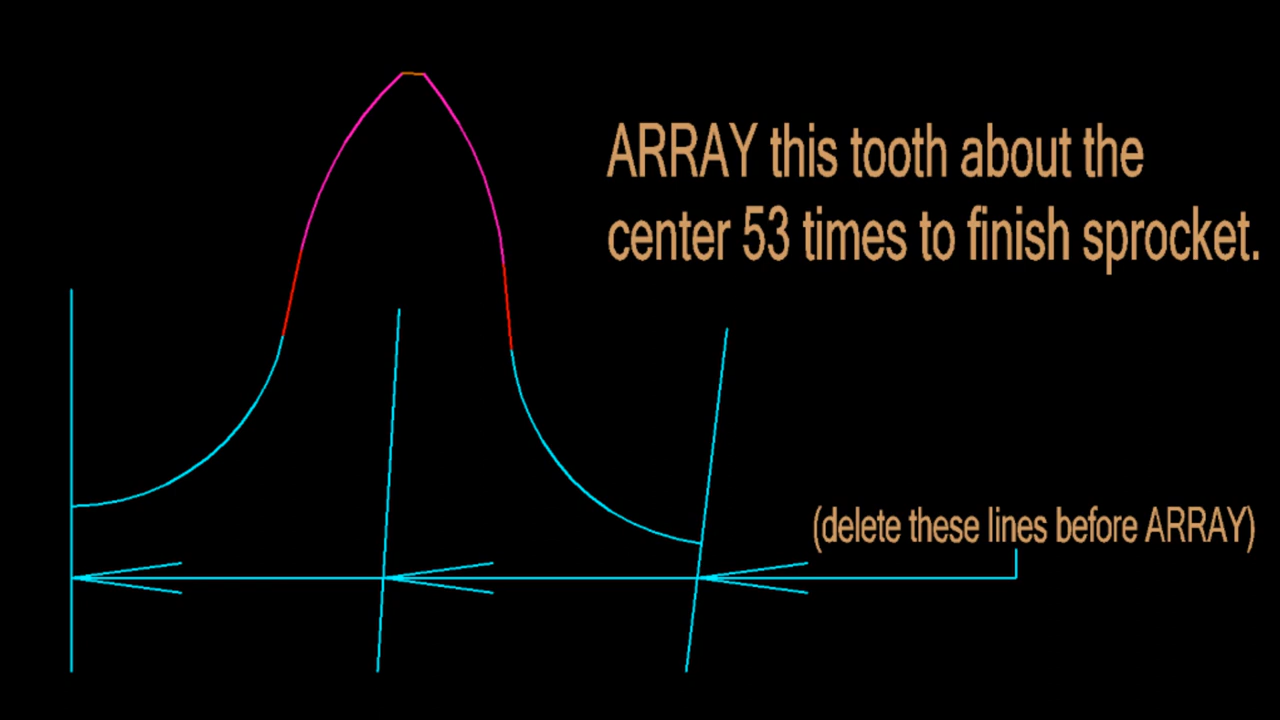 ARRAY this tooth about the
center 53 times to finish sprocket.
(delete these lines before ARRAY)